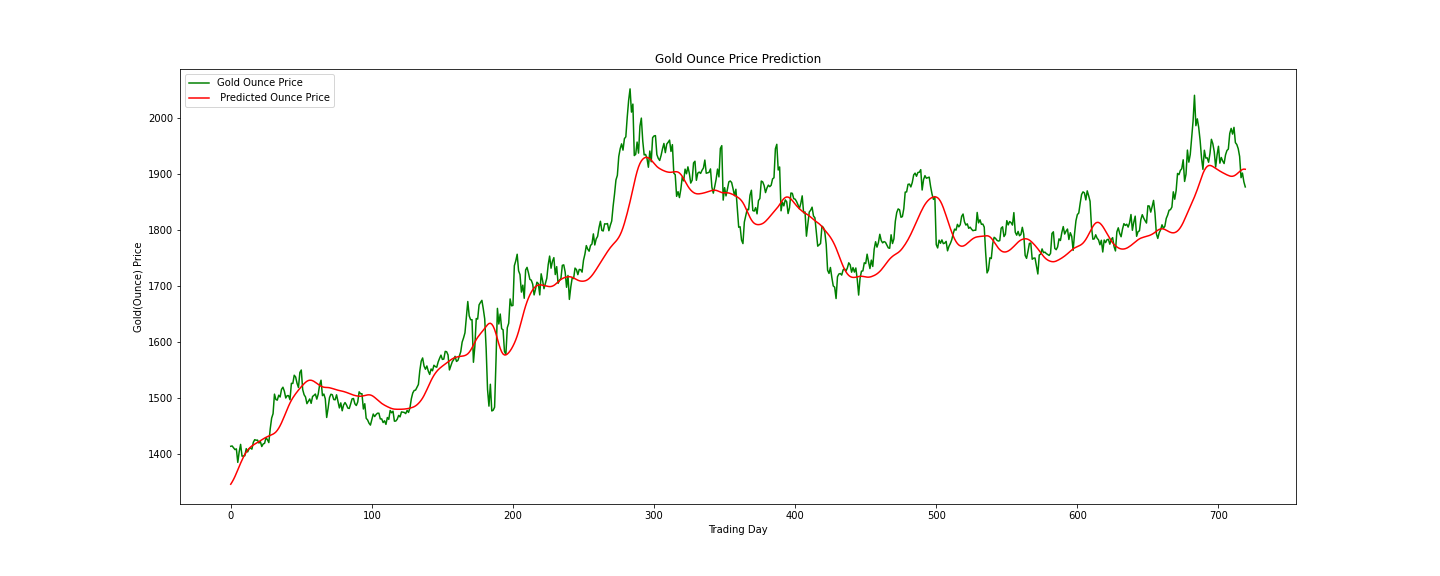 Gold Ounce Price Prediction
Gold Ounce Price
Predicted Ounce Price
Gold(Ounce) Price
2000
1900
1800
1700
1600
1500
1400
0 100 200 300 400 500 600 700
Trading Day